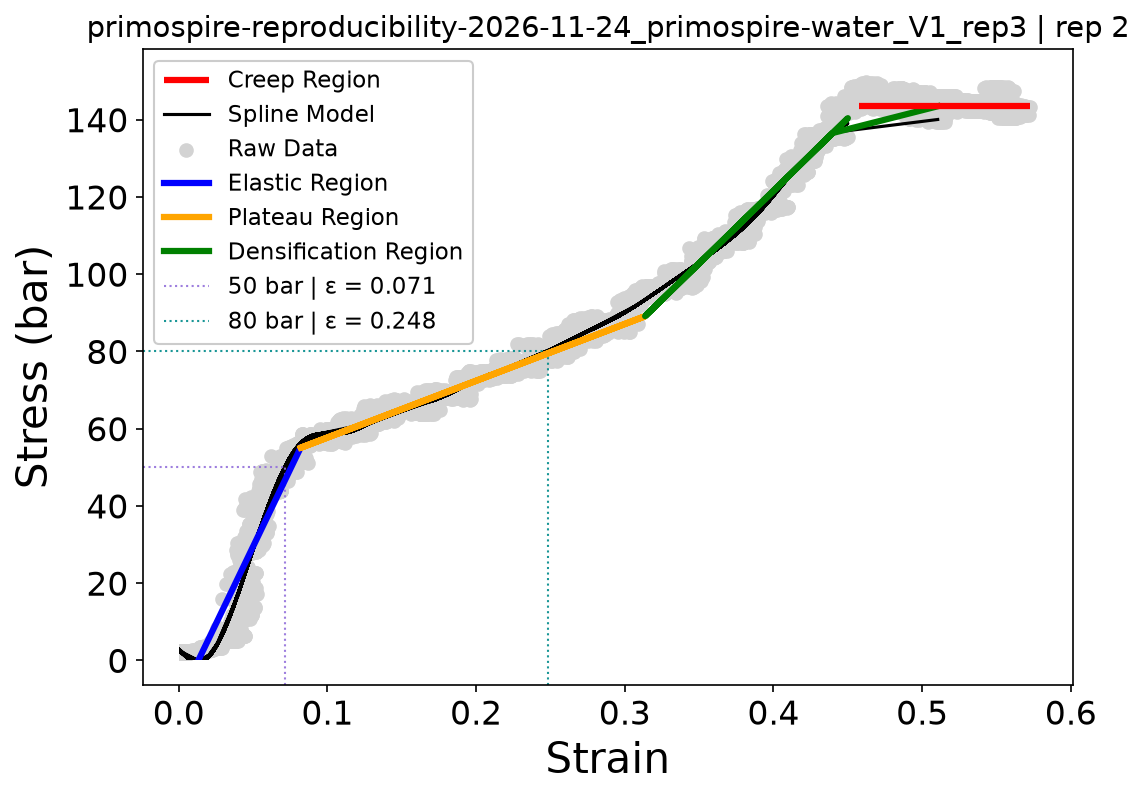 primospire-reproducibility-2026-11-24_primospire-water_V1_rep3 | rep 2
Creep Region
Spline Model
Raw Data
Elastic Region
Plateau Region
Densification Region
50 bar | ε = 0.071
80 bar | ε = 0.248
Stress (bar)
140
120
100
80
60
40
20
0
0.0 0.1 0.2 0.3 0.4 0.5 0.6
Strain